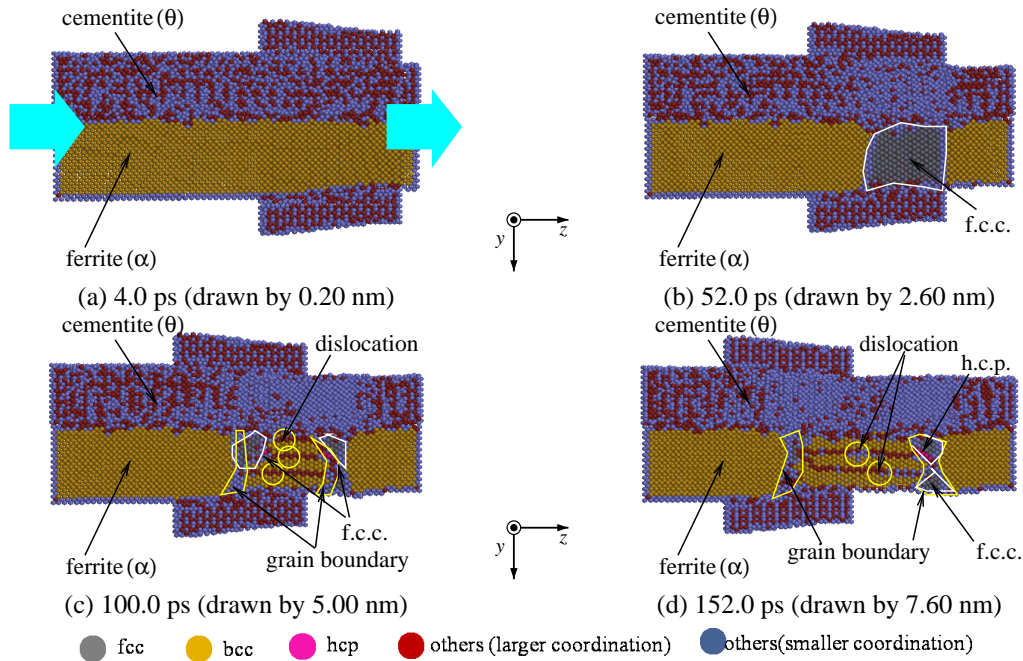 cementite (θ)
ferrite (α)
(a) 4.0 ps (drawn by 0.20 nm)
cementite (θ)
f.c.c.
ferrite (α)
(b) 52.0 ps (drawn by 2.60 nm)
y
z
cementite (θ)
dislocation
f.c.c.
grain boundary
ferrite (α)
(c) 100.0 ps (drawn by 5.00 nm)
cementite (θ)
dislocation
h.c.p.
grain boundary
f.c.c.
ferrite (α)
(d) 152.0 ps (drawn by 7.60 nm)
y
z
fcc
bcc
hcp
others (larger coordination)
others(smaller coordination)